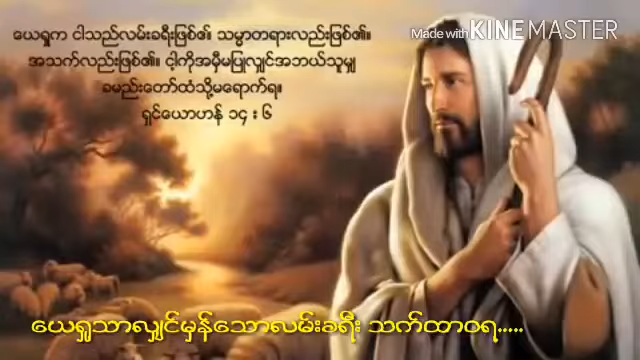 Made with KINEMASTER
ယေရှုက ငါသည်လမ်းခရီးဖြစ်၏၊ သမ္မာတရားလည်းဖြစ်၏။
အသက်လည်းဖြစ်၏။ ငါ့ကိုအမှီမပြုလျှင်အဘယ်သူမျှ
ခမည်းတော်ထံသို့မရောက်ရ။
ရှင်ယောဟန် ၁၄ : ၆
ယေရှုသာလျှင်မှန်သောလမ်းခရီး သက်ထာဝရ.....